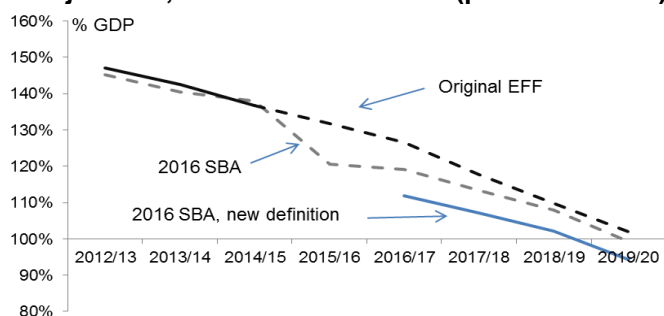 160%
% GDP
150%
140%
Original EFF
130%
120%
2016 SBA
110%
2016 SBA, new definition
100%
2012/13 2013/14 2014/15 2015/16 2016/17 2017/18 2018/19 2019/20
90%
80%